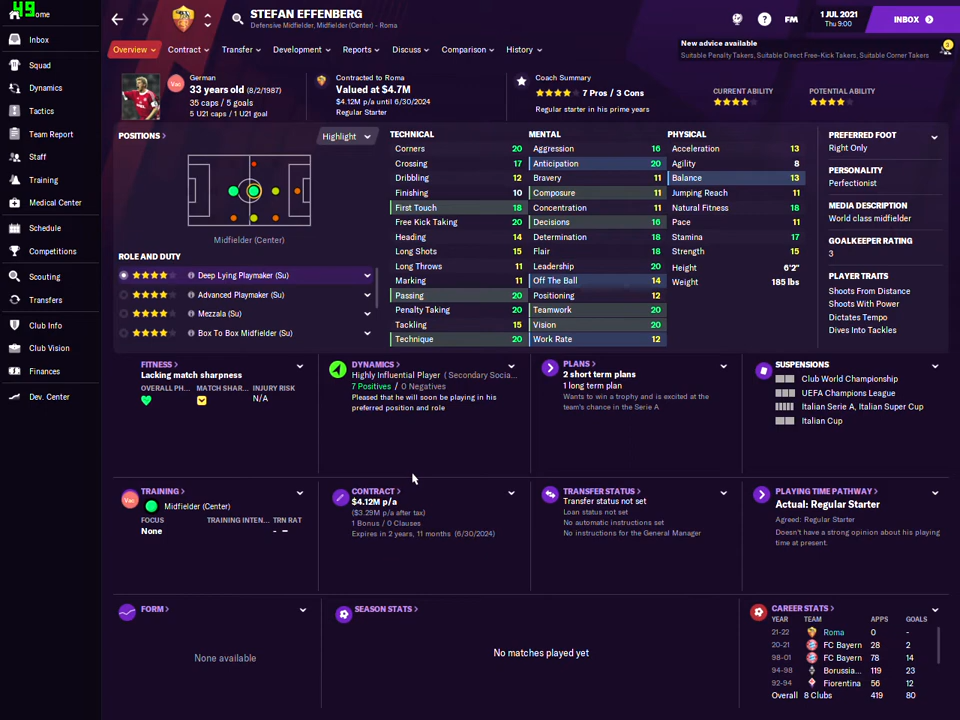 49
Home
STEFAN EFFENBERG
Defensive Midfielder, Midfielder (Center) - Roma
FM
1 JUL 2021
Thu 9:00
INBOX
Inbox
Squad
Dynamics
Tactics
Team Report
Staff
Training
Medical Center
Schedule
Competitions
Scouting
Transfers
Club Info
Club Vision
Finances
Dev. Center
Overview
Contract
Transfer
Development
Reports
Discuss
Comparison
History
New advice available
Suitable Penalty Takers, Suitable Direct Free-Kick Takers, Suitable Corner Takers
3
Vac
German
33 years old (8/2/1987)
35 caps / 5 goals
5 U21 caps / 1 U21 goal
Contracted to Roma
Valued at $4.7M
$4.12M p/a until 6/30/2024
Regular Starter
Coach Summary
7 Pros / 3 Cons
Regular starter in his prime years
CURRENT ABILITY
POTENTIAL ABILITY
POSITIONS
Highlight
Midfielder (Center)
ROLE AND DUTY
Deep Lying Playmaker (Su)
Advanced Playmaker (Su)
Mezzala (Su)
Box To Box Midfielder (Su)
TECHNICAL
Corners 20
Crossing 17
Dribbling 12
Finishing 10
First Touch 18
Free Kick Taking 20
Heading 14
Long Shots 15
Long Throws 11
Marking 11
Passing 20
Penalty Taking 20
Tackling 15
Technique 20
MENTAL
Aggression 16
Anticipation 20
Bravery 11
Composure 11
Concentration 11
Decisions 16
Determination 18
Flair 18
Leadership 20
Off The Ball 14
Positioning 12
Teamwork 20
Vision 20
Work Rate 12
PHYSICAL
Acceleration 13
Agility 8
Balance 13
Jumping Reach 11
Natural Fitness 18
Pace 11
Stamina 17
Strength 15
Height 6'2"
Weight 185 lbs
PREFERRED FOOT
Right Only
PERSONALITY
Perfectionist
MEDIA DESCRIPTION
World class midfielder
GOALKEEPER RATING
3
PLAYER TRAITS
Shoots From Distance
Shoots With Power
Dictates Tempo
Dives Into Tackles
FITNESS
Lacking match sharpness
OVERALL PH... MATCH SHAR... INJURY RISK
N/A
DYNAMICS
Highly Influential Player ( Secondary Socia...
7 Positives / 0 Negatives
Pleased that he will soon be playing in his
preferred position and role
PLANS
2 short term plans
1 long term plan
Wants to win a trophy and is excited at the
team's chance in the Serie A
SUSPENSIONS
Club World Championship
UEFA Champions League
Italian Serie A, Italian Super Cup
Italian Cup
TRAINING
Vac
Midfielder (Center)
FOCUS TRAINING INTEN... TRN RAT
None - -
CONTRACT
$4.12M p/a
($3.29M p/a after tax)
1 Bonus / 0 Clauses
Expires in 2 years, 11 months (6/30/2024)
TRANSFER STATUS
Transfer status not set
Loan status not set
No automatic instructions set
No instructions for the General Manager
PLAYING TIME PATHWAY
Actual: Regular Starter
Agreed: Regular Starter
Doesn't have a strong opinion about his playing
time at present.
FORM
None available
SEASON STATS
No matches played yet
CAREER STATS
YEAR TEAM APPS GOALS
21-22 Roma 0 -
20-21 FC Bayern 28 2
98-01 FC Bayern 78 14
94-98 Borussia... 119 23
92-94 Fiorentina 56 12
Overall 8 Clubs 419 80